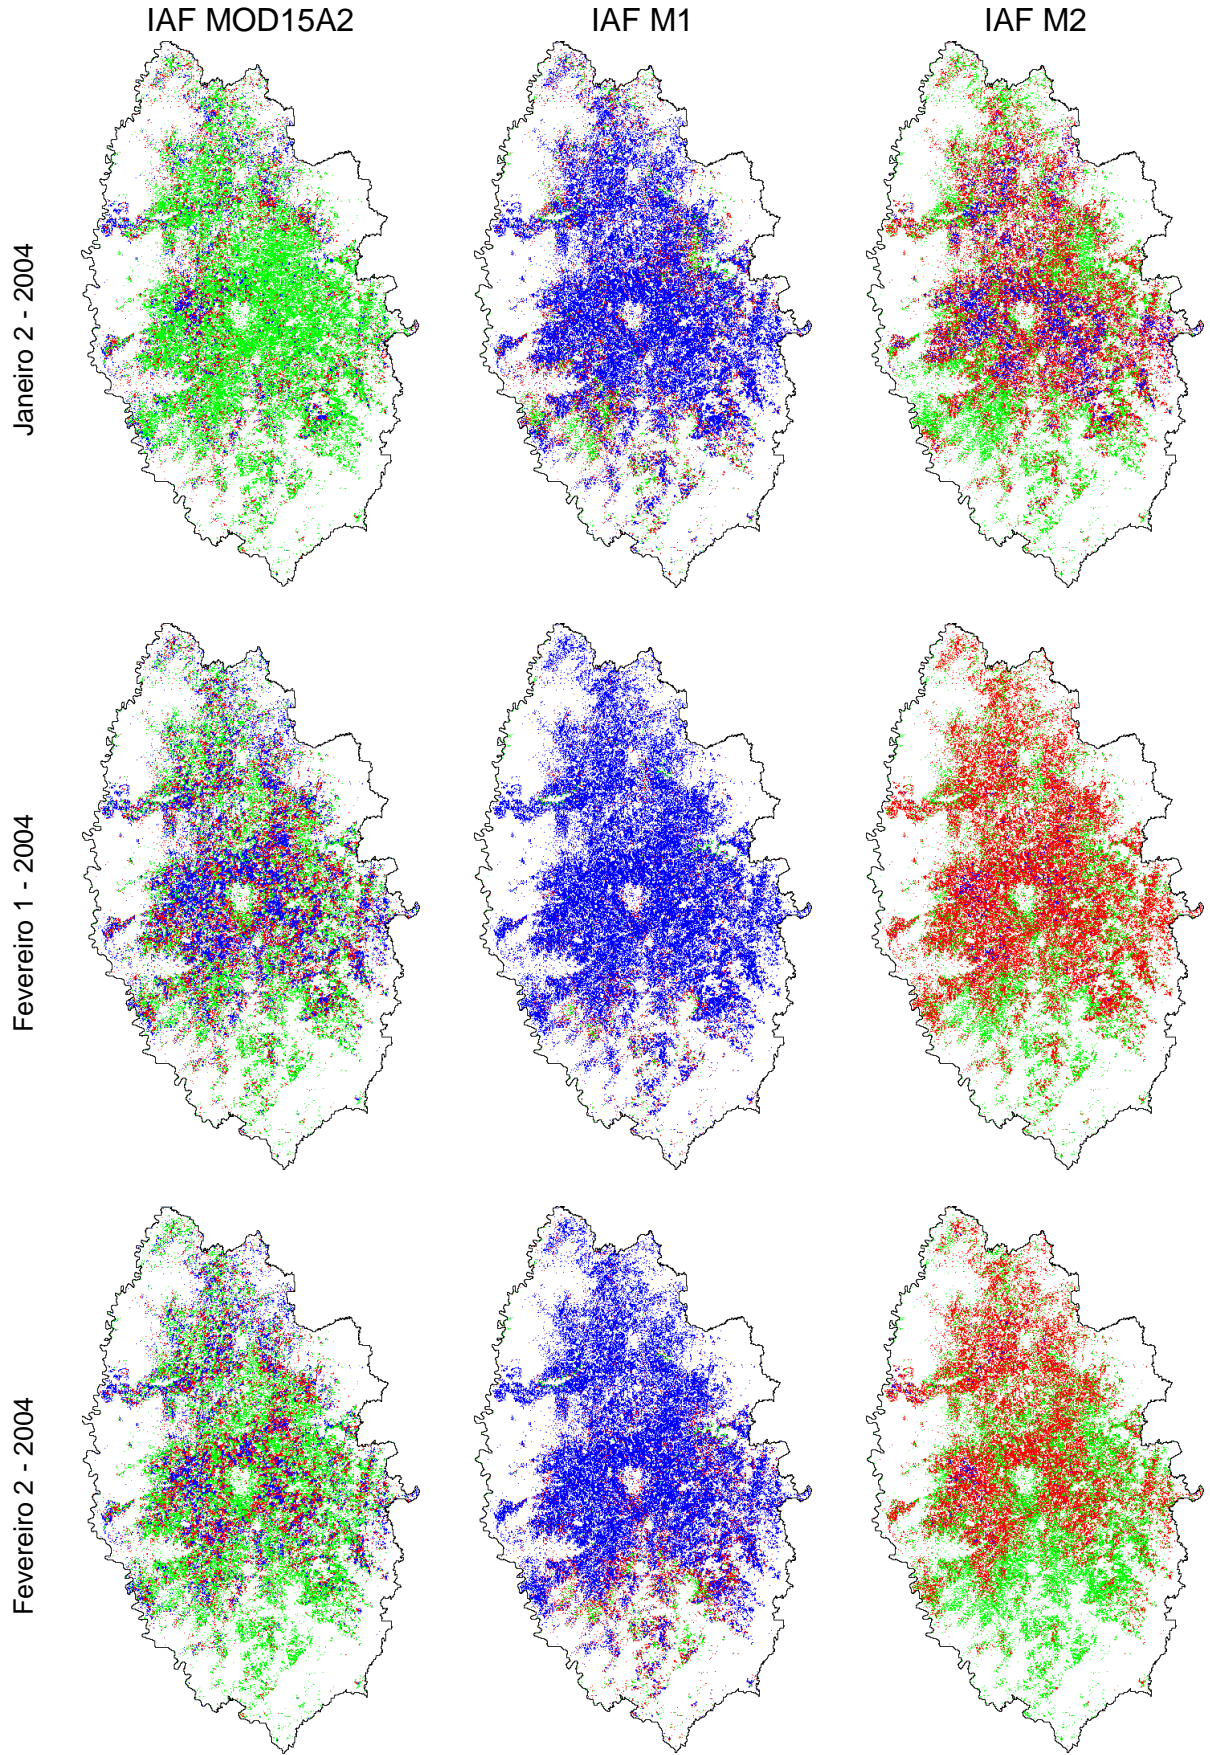 IAF MOD15A2
IAF M1
IAF M2
Janeiro 2 - 2004
Fevereiro 1 - 2004
Fevereiro 2 - 2004